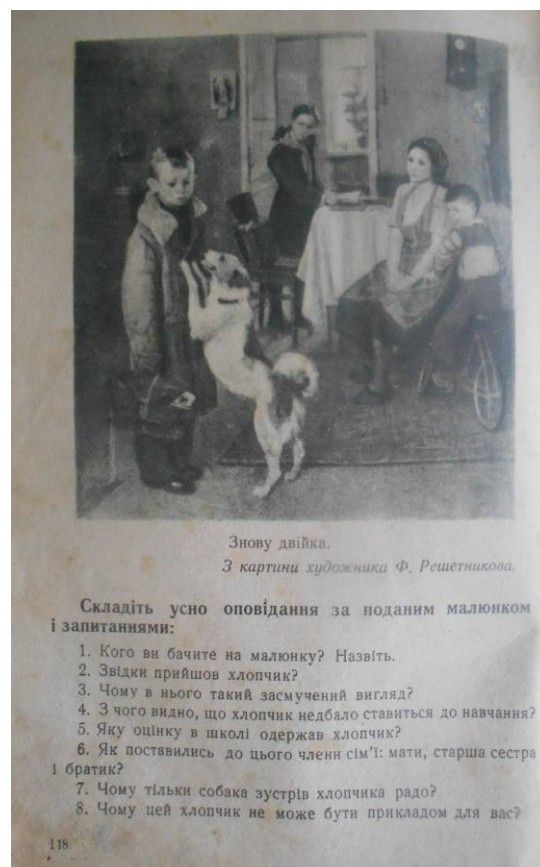 Знову двійка.
З картини художника Ф. Решетникова.
Складіть усно оповідання за поданим малюнком
і запитаннями:
1. Кого ви бачите на малюнку? Назвіть.
2. Звідки прийшов хлопчик?
3. Чому в нього такий засмучений вигляд?
4. З чого видно, що хлопчик недбало ставиться до навчання?
5. Яку оцінку в школі одержав хлопчик?
6. Як поставились до цього члени сім'ї: мати, старша сестра
і братик?
7. Чому тільки собака зустрів хлопчика радо?
8. Чому цей хлопчик не може бути прикладом для вас?
118